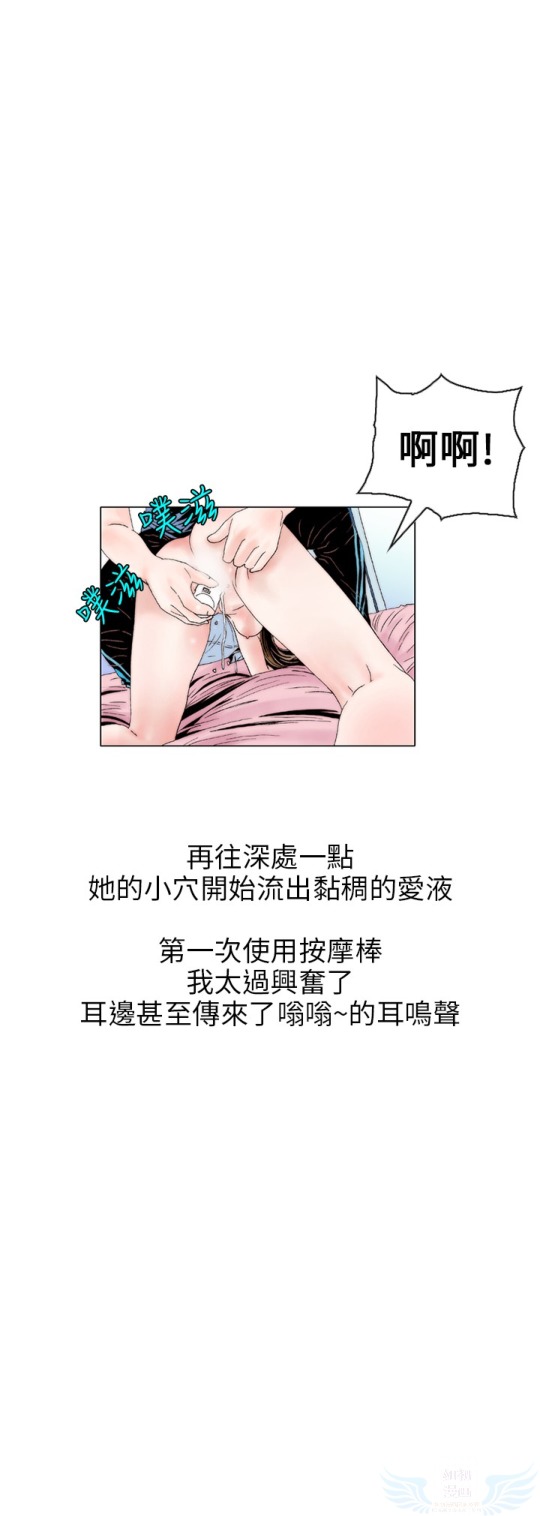 啊啊!
噗滋
噗滋
再往深處一點
她的小穴開始流出黏稠的愛液
第一次使用按摩棒
我太過興奮了
耳邊甚至傳來了嗡嗡~的耳鳴聲